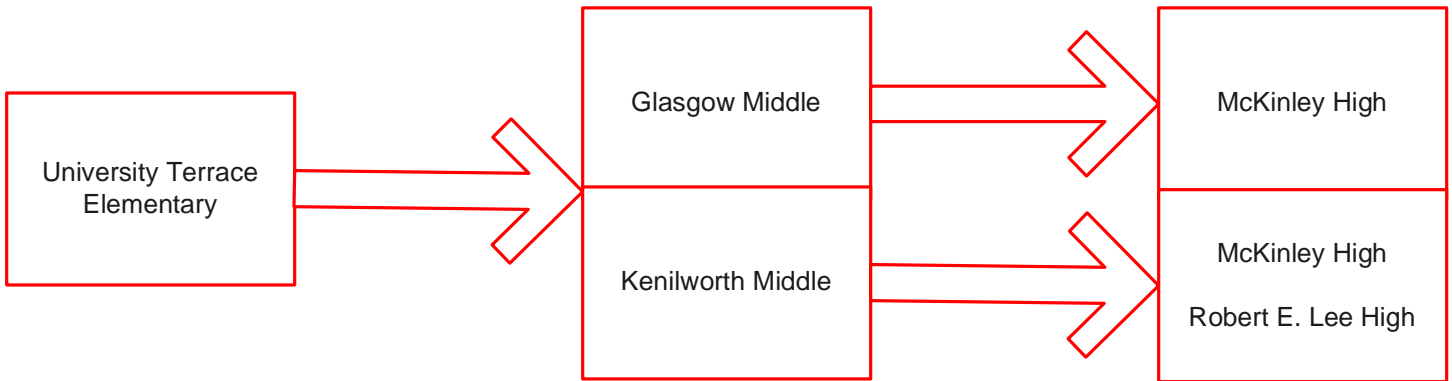 University Terrace
Elementary
Glasgow Middle
Kenilworth Middle
McKinley High
McKinley High
Robert E. Lee High